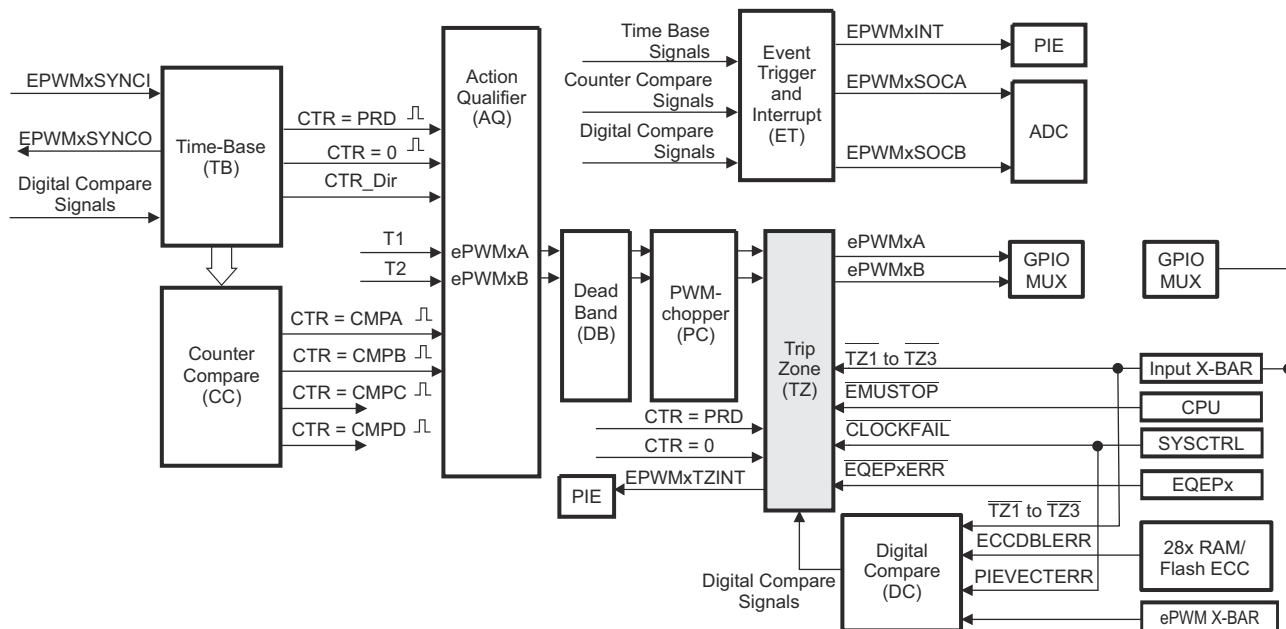 EPWMxSYNCI
EPWMxSYNCO
Digital Compare
Signals
Time-Base
(TB)
CTR = PRD
CTR = 0
CTR_Dir
T1
T2
Counter
Compare
(CC)
CTR = CMPA
CTR = CMPB
CTR = CMPC
CTR = CMPD
Action
Qualifier
(AQ)
ePWMxA
ePWMxB
Time Base
Signals
Counter Compare
Signals
Digital Compare
Signals
Event
Trigger
and
Interrupt
(ET)
EPWMxINT
EPWMxSOCA
EPWMxSOCB
PIE
ADC
Dead
Band
(DB)
PWM-
chopper
(PC)
Trip
Zone
(TZ)
ePWMxA
ePWMxB
GPIO
MUX
GPIO
MUX
TZ1 to TZ3
EMUSTOP
CLOCKFAIL
EQEPxERR
Input X-BAR
CPU
SYSCTRL
EQEPx
CTR = PRD
CTR = 0
EPWMxTZINT
PIE
Digital Compare
Signals
Digital
Compare
(DC)
TZ1 to TZ3
ECCDBLERR
PIEVECTERR
28x RAM/
Flash ECC
ePWM X-BAR